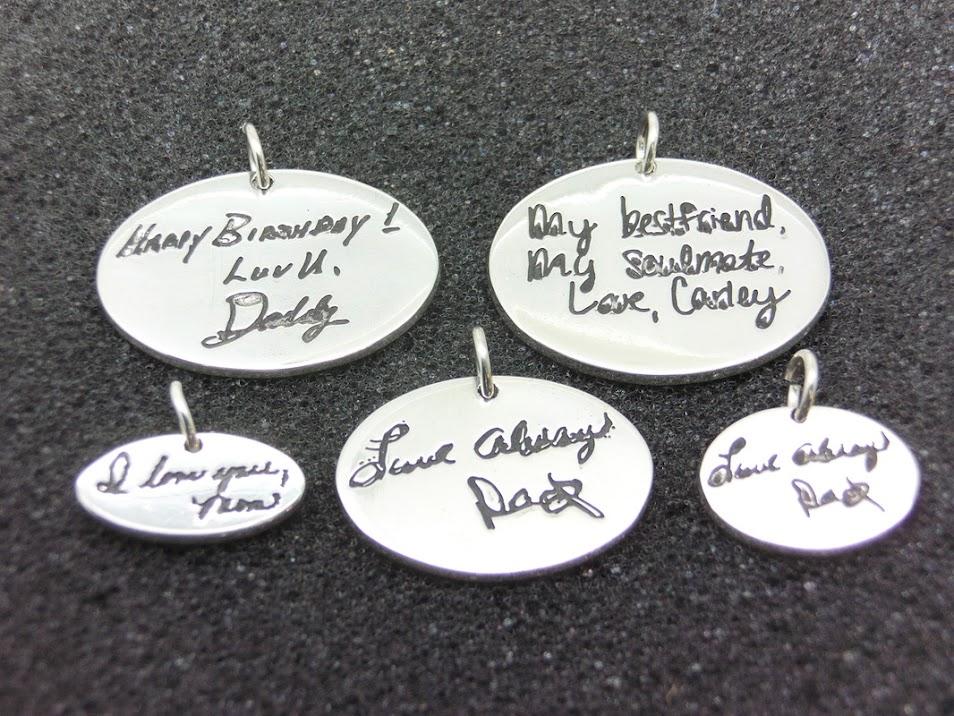 HAPPY BIRTHDAY!
LUV U.
Daddy
My bestfriend,
My Soulmate,
Love, Carley
I love you,
Mom
Love Always
Dad
Love Always
Dad